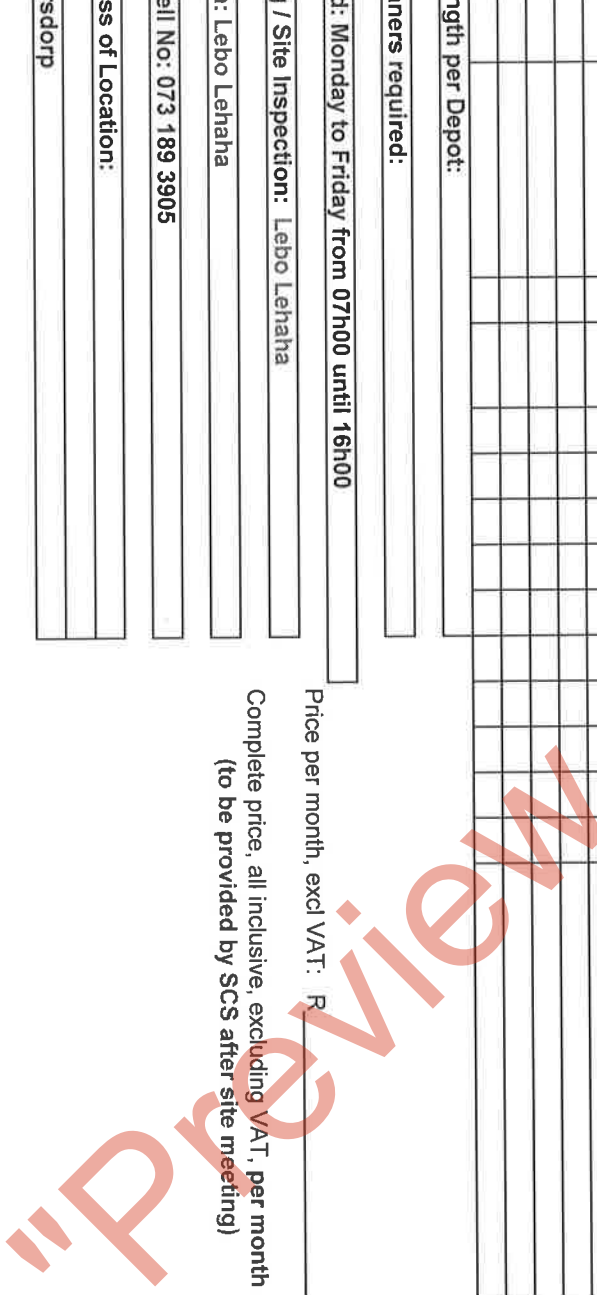 ngth per Depot:
ners required:
d: Monday to Friday from 07h00 until 16h00
g / Site Inspection: Lebo Lehaha
: Lebo Lehaha
ell No: 073 189 3905
ss of Location:
sdorp
Price per month, excl VAT: R
Complete price, all inclusive, excluding VAT, per month
(to be provided by SCS after site meeting)
"Preview